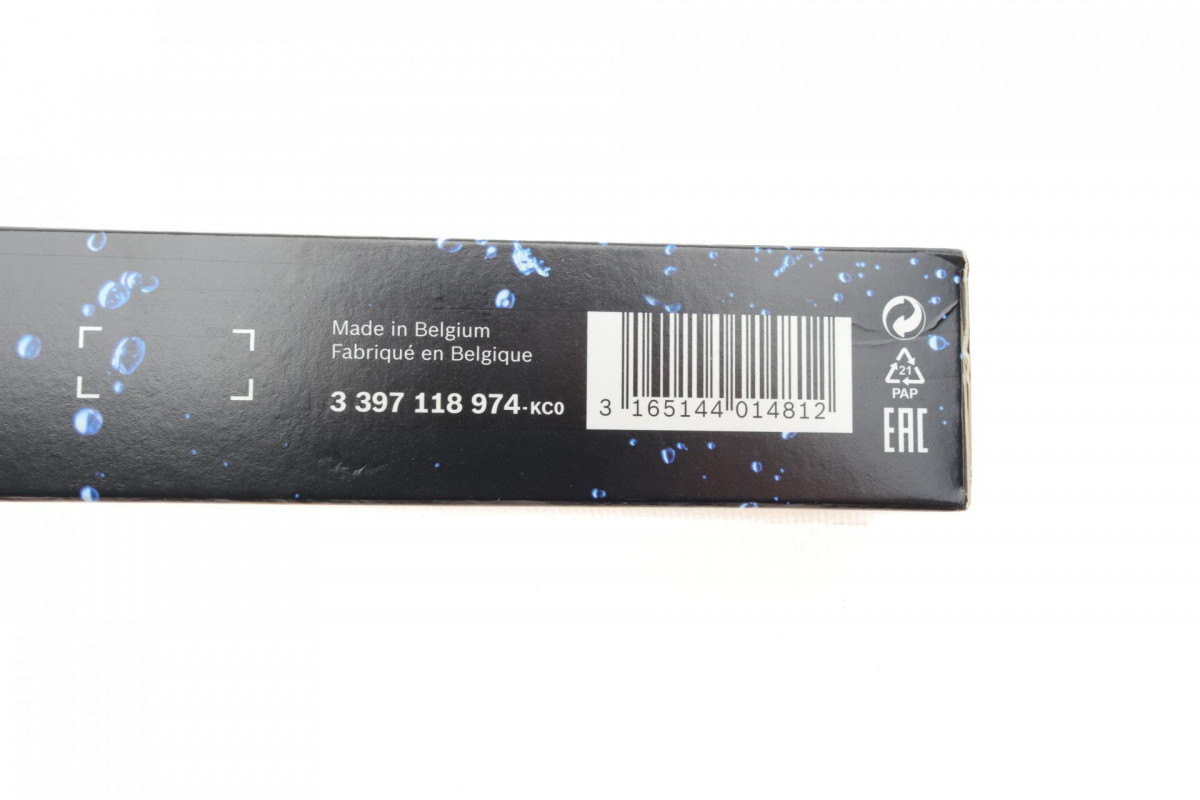 Made in Belgium
Fabriqué en Belgique
3 397 118 974-KC0
3 165144 014812
21
PAP
EAC